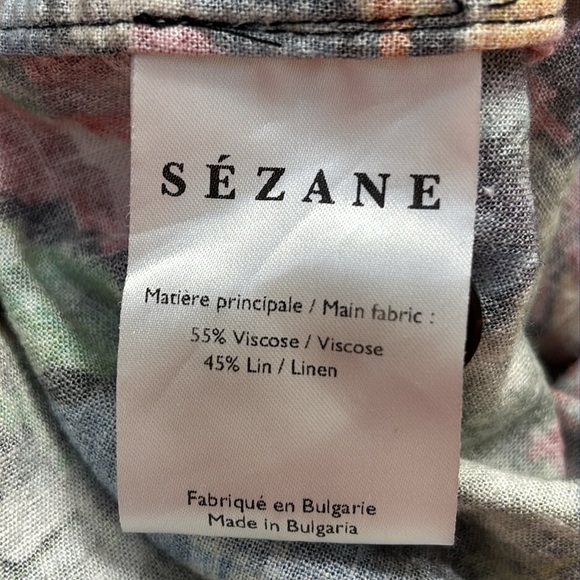 SÉZANE
Matière principale / Main fabric :
55% Viscose / Viscose
45% Lin / Linen
Fabriqué en Bulgarie
Made in Bulgaria